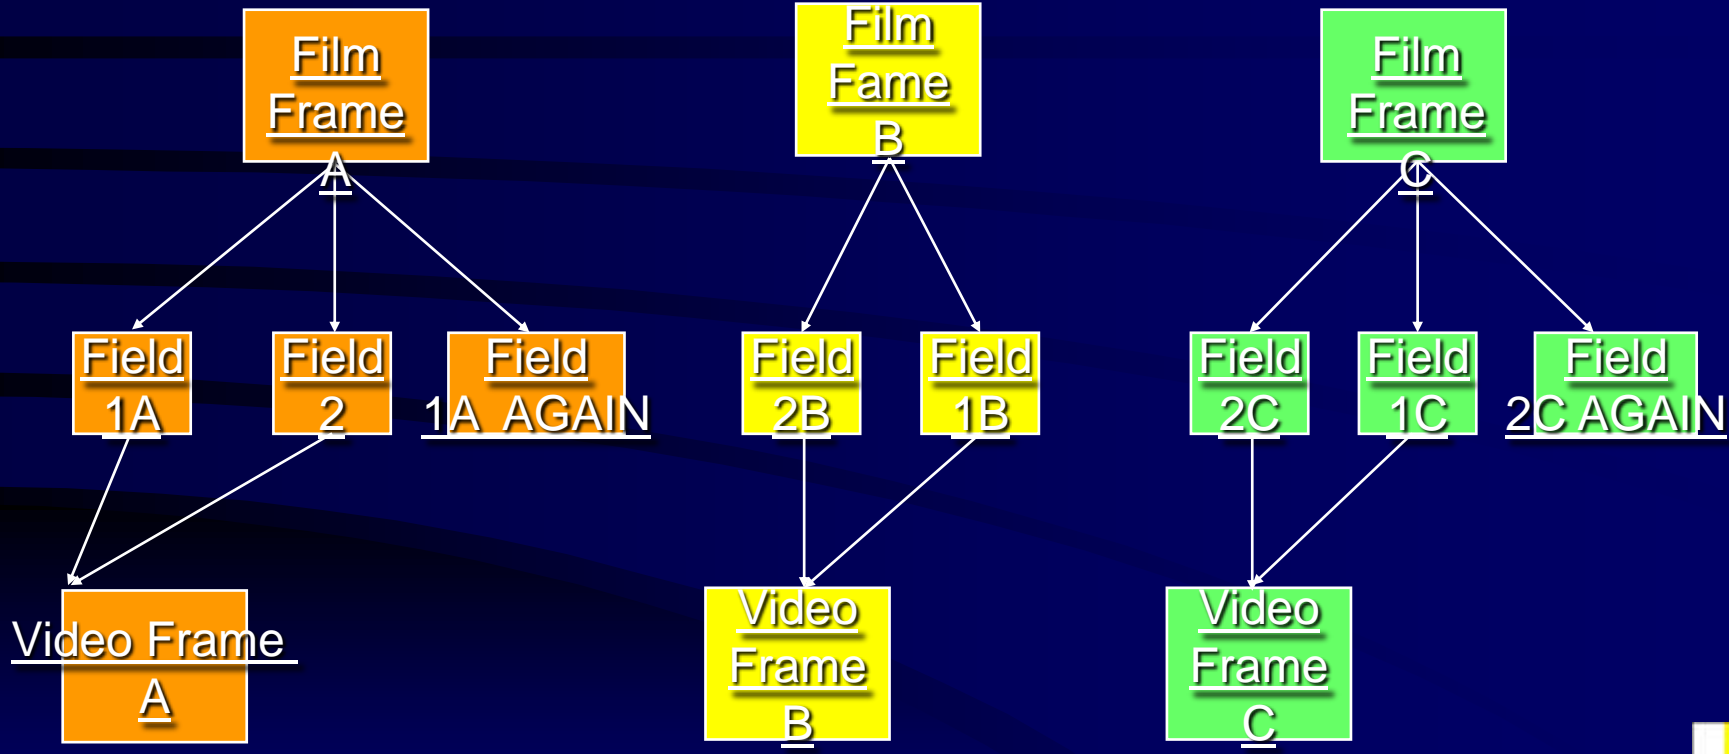 Film
Frame
A
Film
Fame
B
Film
Frame
C
Field
1A
Field
2
Field
1A AGAIN
Field
2B
Field
1B
Field
2C
Field
1C
Field
2C AGAIN
Video Frame
A
Video
Frame
B
Video
Frame
C